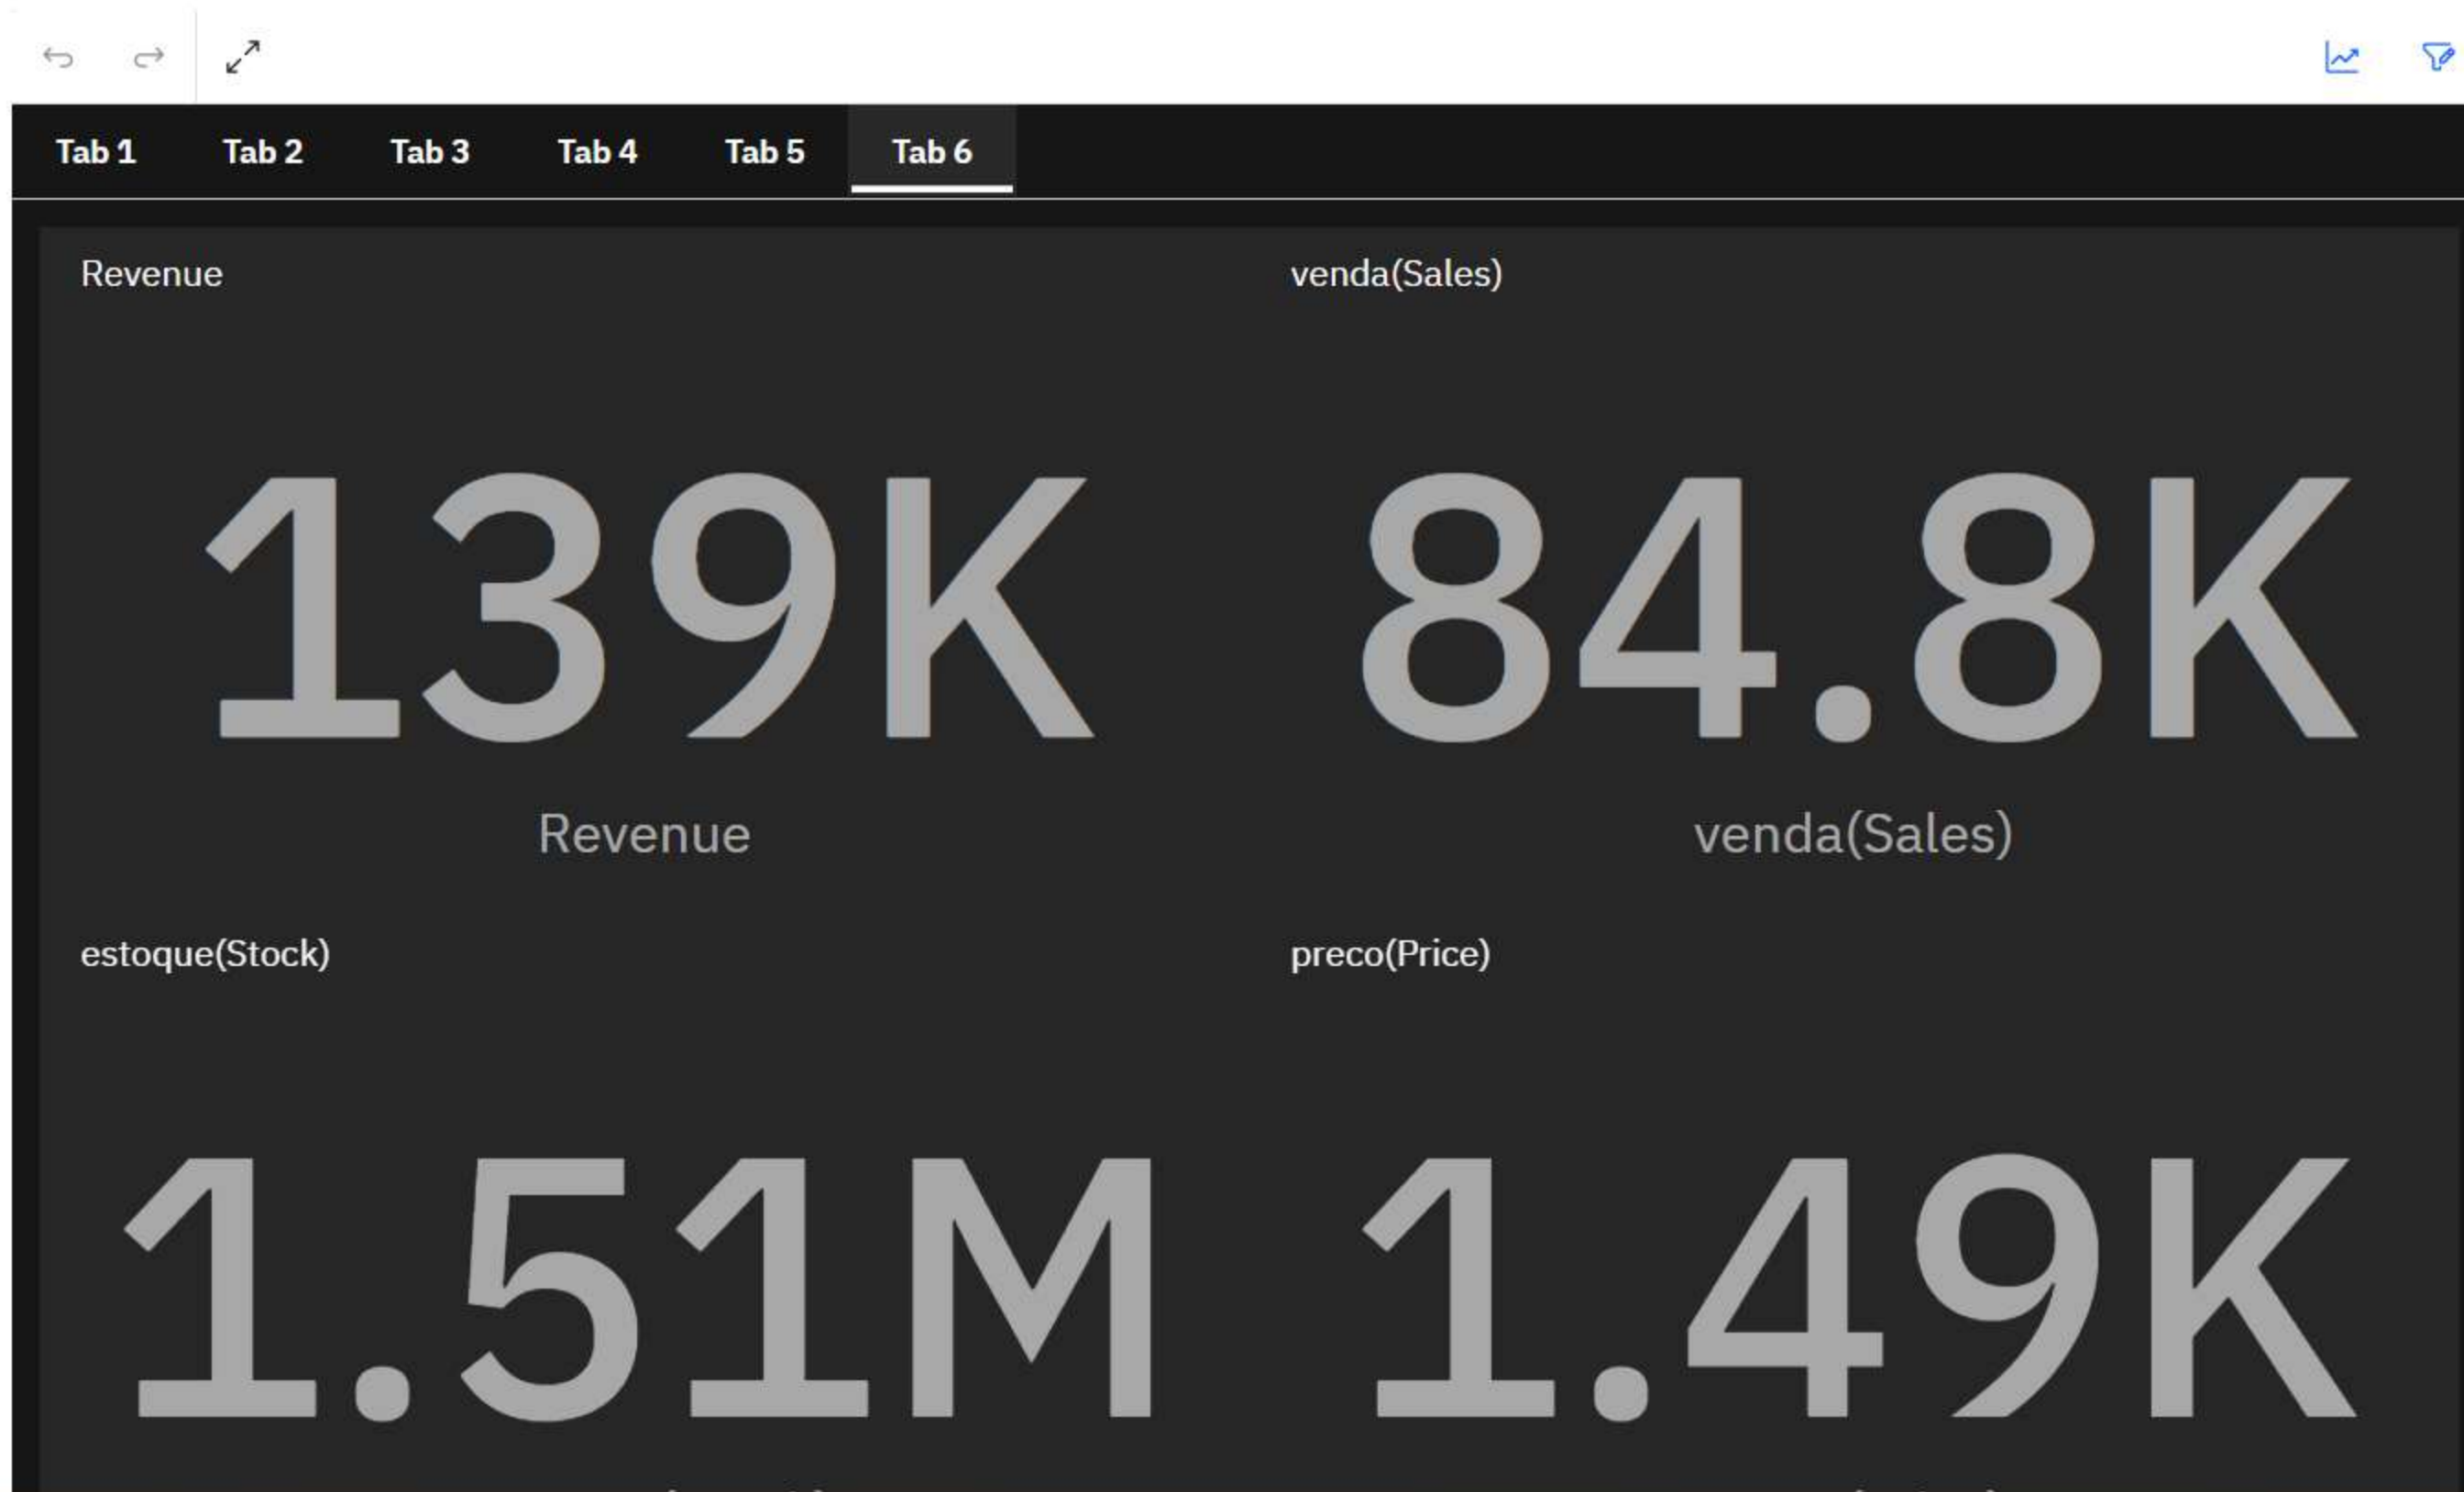 Tab 1 Tab 2 Tab 3 Tab 4 Tab 5 Tab 6
Revenue
139K
Revenue
venda(Sales)
84.8K
venda(Sales)
estoque(Stock)
1.51M
preco(Price)
1.49K